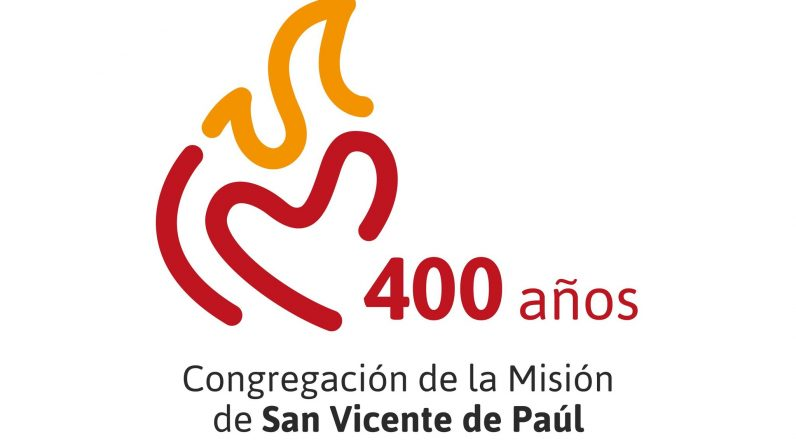 400 años
Congregación de la Misión
de San Vicente de Paúl